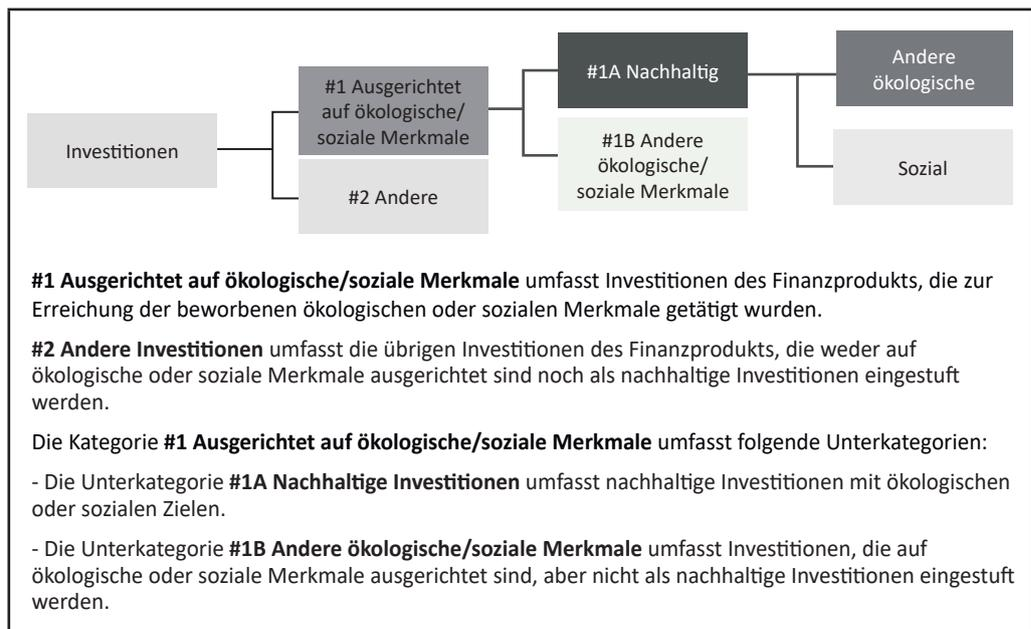 Investitionen
#1 Ausgerichtet
auf ökologische/
soziale Merkmale
#2 Andere
#1A Nachhaltig
#1B Andere
ökologische/
soziale Merkmale
Andere
ökologische
Sozial
#1 Ausgerichtet auf ökologische/soziale Merkmale umfasst Investitionen des Finanzprodukts, die zur
Erreichung der beworbenen ökologischen oder sozialen Merkmale getätigt wurden.
#2 Andere Investitionen umfasst die übrigen Investitionen des Finanzprodukts, die weder auf
ökologische oder soziale Merkmale ausgerichtet sind noch als nachhaltige Investitionen eingestuft
werden.
Die Kategorie #1 Ausgerichtet auf ökologische/soziale Merkmale umfasst folgende Unterkategorien:
- Die Unterkategorie #1A Nachhaltige Investitionen umfasst nachhaltige Investitionen mit ökologischen
oder sozialen Zielen.
- Die Unterkategorie #1B Andere ökologische/soziale Merkmale umfasst Investitionen, die auf
ökologische oder soziale Merkmale ausgerichtet sind, aber nicht als nachhaltige Investitionen eingestuft
werden.